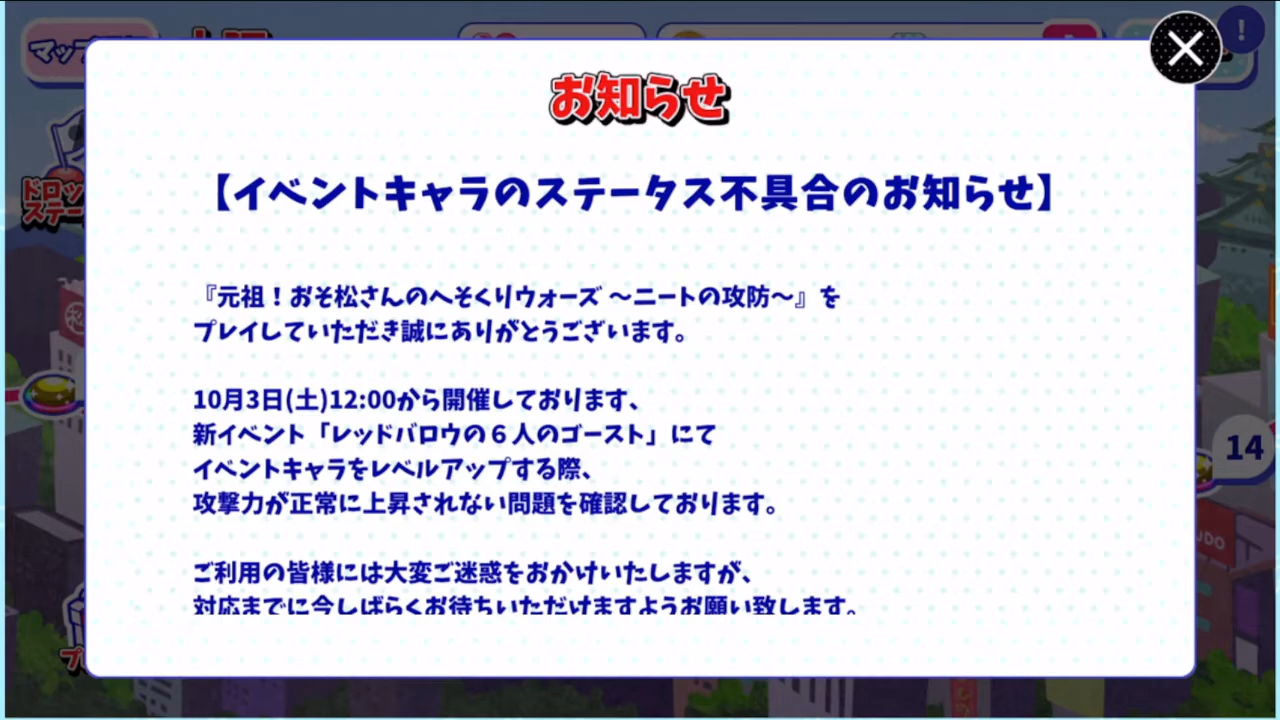 お知らせ
【イベントキャラのステータス不具合のお知らせ】
『元祖！おそ松さんのへそくりウォーズ ～ニートの攻防～』を
プレイしていただき誠にありがとうございます。
10月3日(土)12:00から開催しております、
新イベント「レッドバロウの６人のゴースト」にて
イベントキャラをレベルアップする際、
攻撃力が正常に上昇されない問題を確認しております。
ご利用の皆様には大変ご迷惑をおかけいたしますが、
対応までに今しばらくお待ちいただけますようお願い致します。
マップ
ドロッ
ステー
14
プ